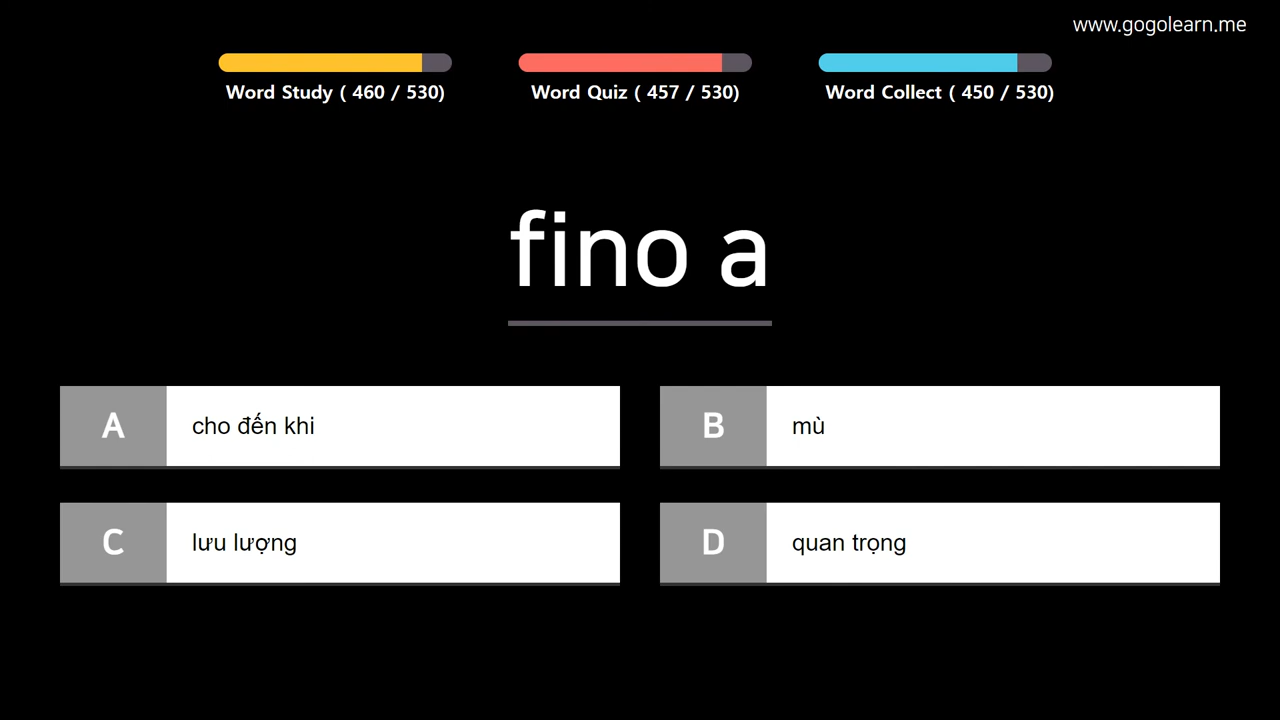 www.gogolearn.me
Word Study ( 460 / 530)
Word Quiz ( 457 / 530)
Word Collect ( 450 / 530)
fino a
A
cho đến khi
B
mù
C
lưu lượng
D
quan trọng